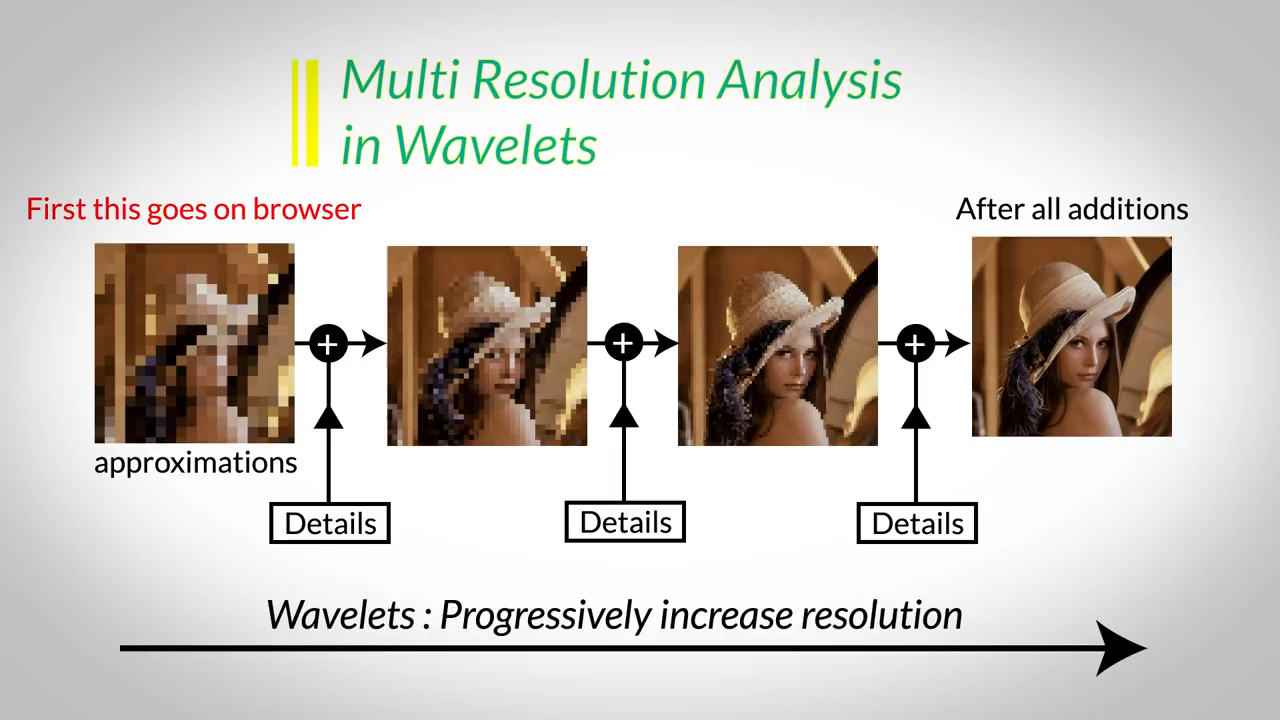 Multi Resolution Analysis
in Wavelets
First this goes on browser
After all additions
approximations
Details
Details
Details
Wavelets : Progressively increase resolution